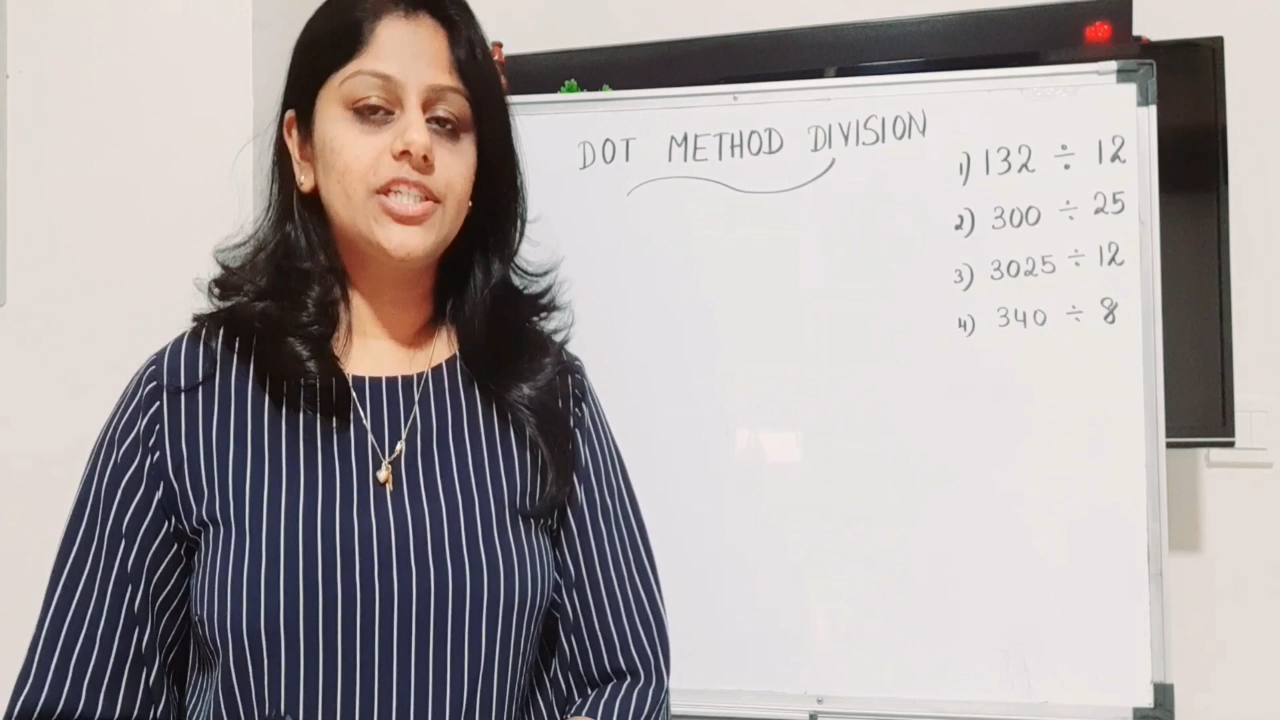 DOT METHOD DIVISION
1) 132 ÷ 12
2) 300 ÷ 25
3) 3025 ÷ 12
4) 340 ÷ 8